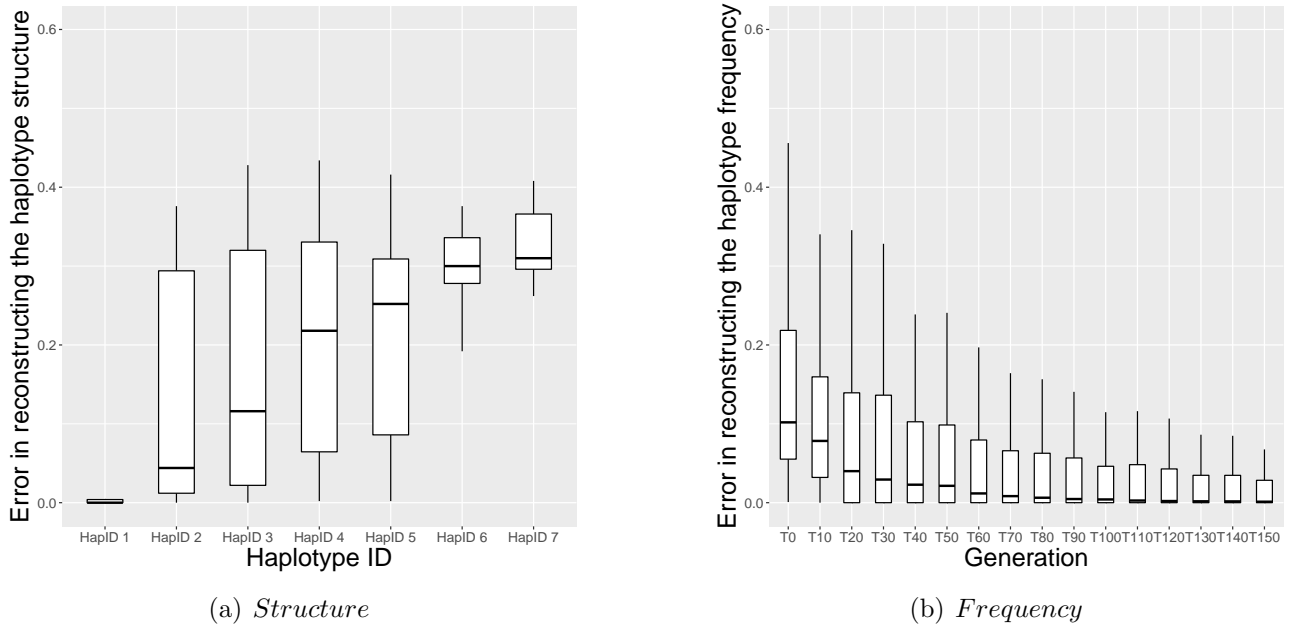 Error in reconstructing the haplotype structure
0.6
0.4
0.2
0.0
HapID 1 HapID 2 HapID 3 HapID 4 HapID 5 HapID 6 HapID 7
Haplotype ID
(a) Structure
Error in reconstructing the haplotype frequency
0.6
0.4
0.2
0.0
T0 T10 T20 T30 T40 T50 T60 T70 T80 T90 T100 T110 T120 T130 T140 T150
Generation
(b) Frequency